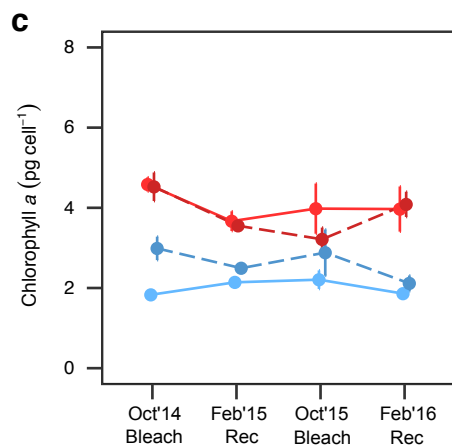 c
Chlorophyll a (pg cell⁻¹)
8
6
4
2
0
Oct'14
Bleach
Feb'15
Rec
Oct'15
Bleach
Feb'16
Rec